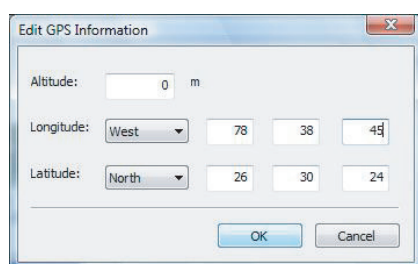 Edit GPS Information
Altitude: 0 m
Longitude: West 78 38 45
Latitude: North 26 30 24
OK Cancel